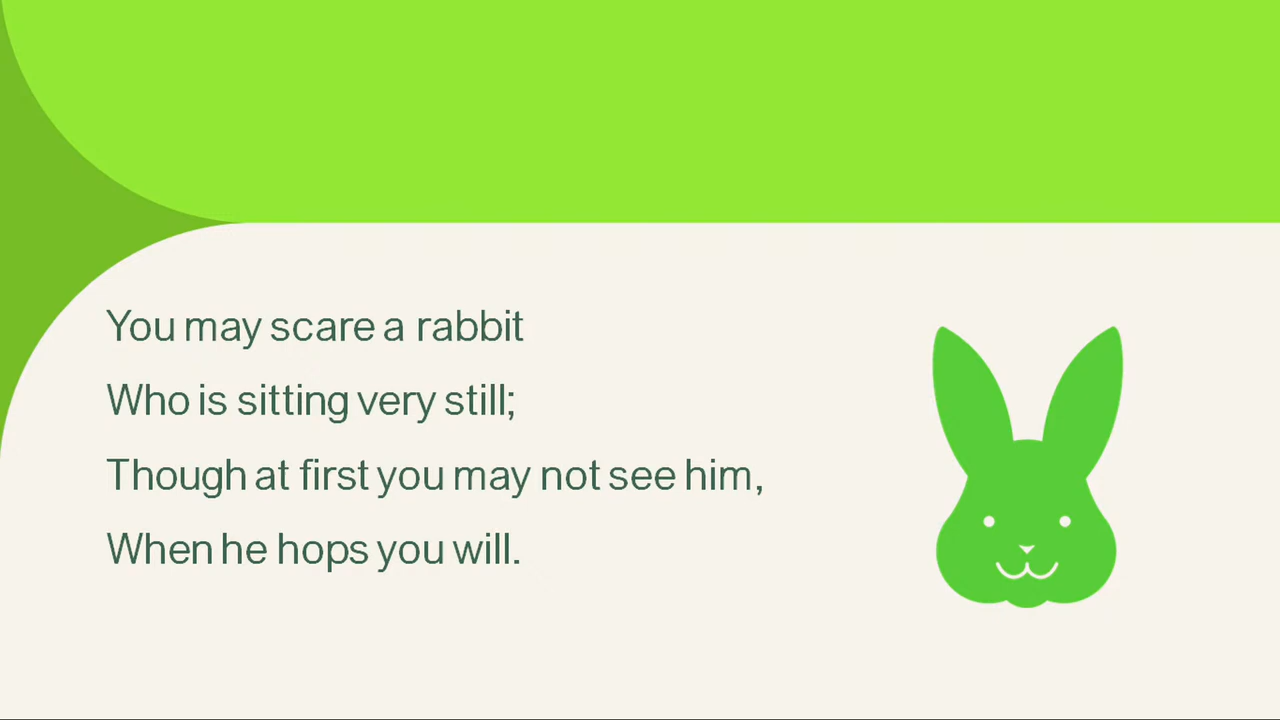 You may scare a rabbit
Who is sitting very still;
Though at first you may not see him,
When he hops you will.